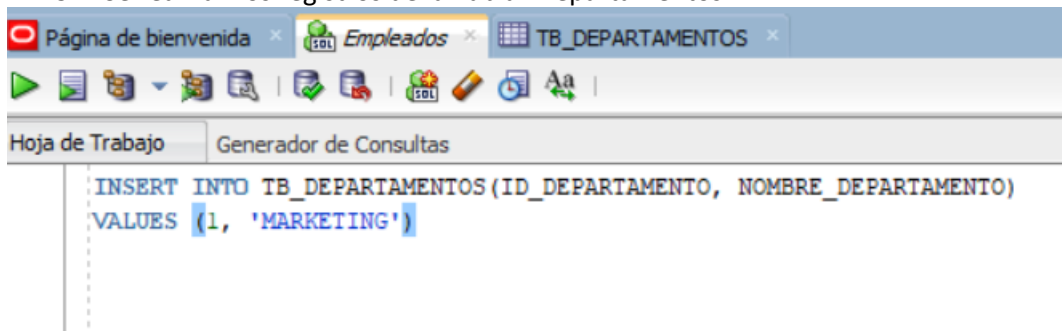 Página de bienvenida Empleados TB_DEPARTAMENTOS
Hoja de Trabajo Generador de Consultas
INSERT INTO TB_DEPARTAMENTOS(ID_DEPARTAMENTO, NOMBRE_DEPARTAMENTO)
VALUES (1, 'MARKETING')